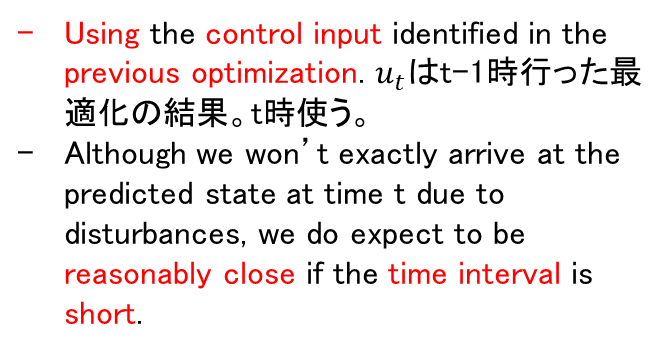 - Using the control input identified in the
previous optimization. 𝑢ₜはt-1時行った最
適化の結果。t時使う。
- Although we won't exactly arrive at the
predicted state at time t due to
disturbances, we do expect to be
reasonably close if the time interval is
short.